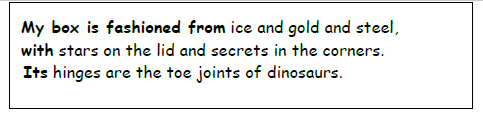 My box is fashioned from ice and gold and steel,
with stars on the lid and secrets in the corners.
Its hinges are the toe joints of dinosaurs.